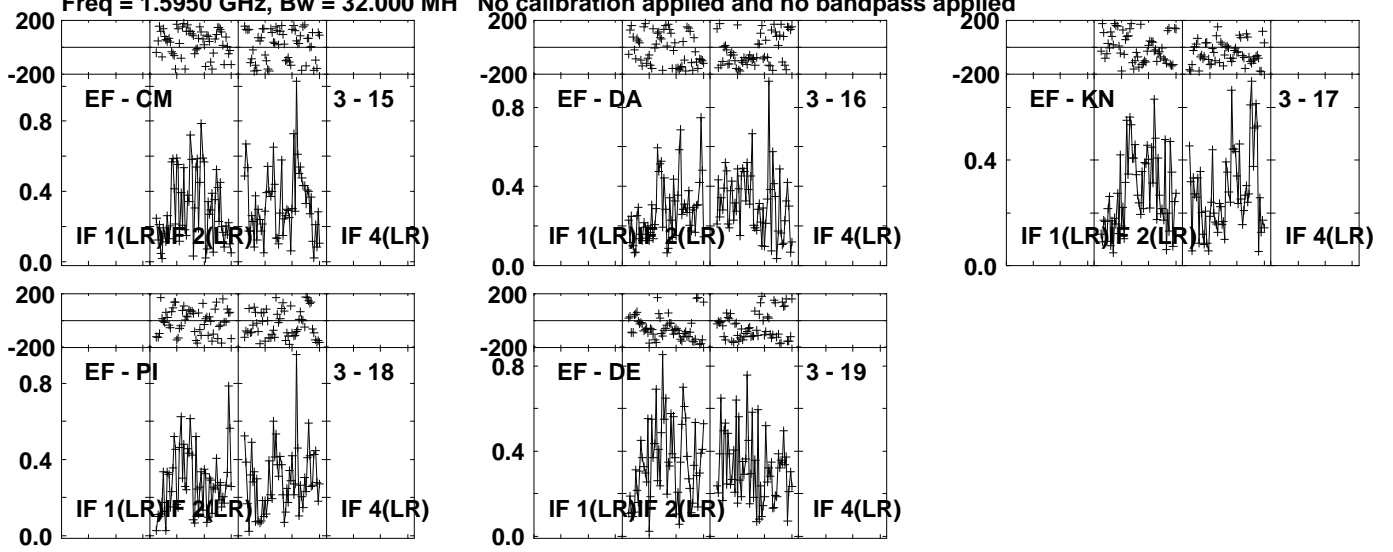 Freq = 1.5950 GHz, Bw = 32.000 MH No calibration applied and no bandpass applied
200
-200
EF - CM 3 - 15
0.8
0.4
IF 1(LR) IF 2(LR) IF 4(LR)
0.0
EF - DA 3 - 16
0.8
0.4
IF 1(LR) IF 2(LR) IF 4(LR)
0.0
200
-200
EF - KN 3 - 17
0.4
IF 1(LR) IF 2(LR) IF 4(LR)
0.0
200
-200
EF - PI 3 - 18
0.8
0.4
IF 1(LR) IF 2(LR) IF 4(LR)
0.0
200
-200
EF - DE 3 - 19
0.8
0.4
IF 1(LR) IF 2(LR) IF 4(LR)
0.0
200
-200